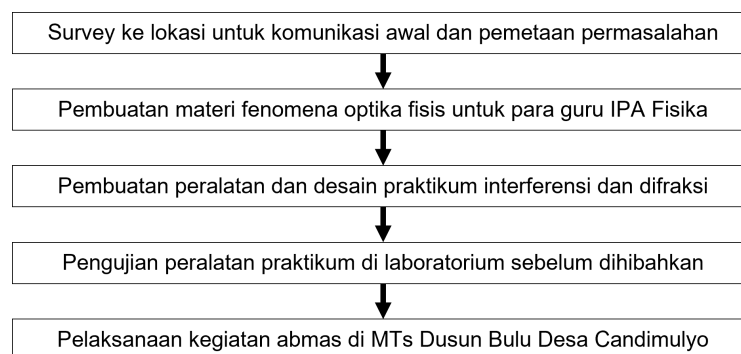 Survey ke lokasi untuk komunikasi awal dan pemetaan permasalahan
Pembuatan materi fenomena optika fisis untuk para guru IPA Fisika
Pembuatan peralatan dan desain praktikum interferensi dan difraksi
Pengujian peralatan praktikum di laboratorium sebelum dihibahkan
Pelaksanaan kegiatan abmas di MTs Dusun Bulu Desa Candimulyo